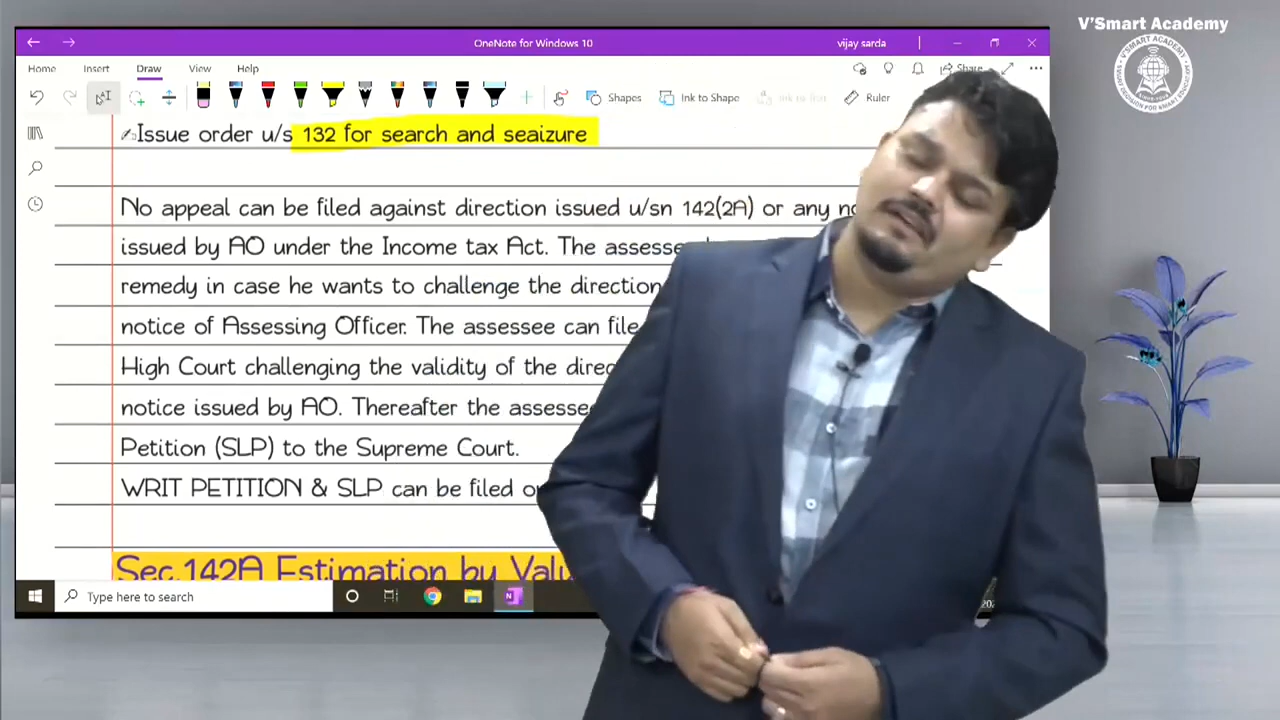 V'Smart Academy
OneNote for Windows 10
vijay sarda
Home Insert Draw View Help
Share
Shapes
Ink to Shape
Ruler
Issue order u/s 132 for search and seaizure
No appeal can be filed against direction issued u/sn 142(2A) or any
issued by AO under the Income tax Act. The
remedy in case he wants to challenge the direction
notice of Assessing Officer. The assessee can file
High Court challenging the validity of the
notice issued by AO. Thereafter the
Petition (SLP) to the Supreme Court.
WRIT PETITION & SLP can be filed
Sec.142A Estimation by
Type here to search